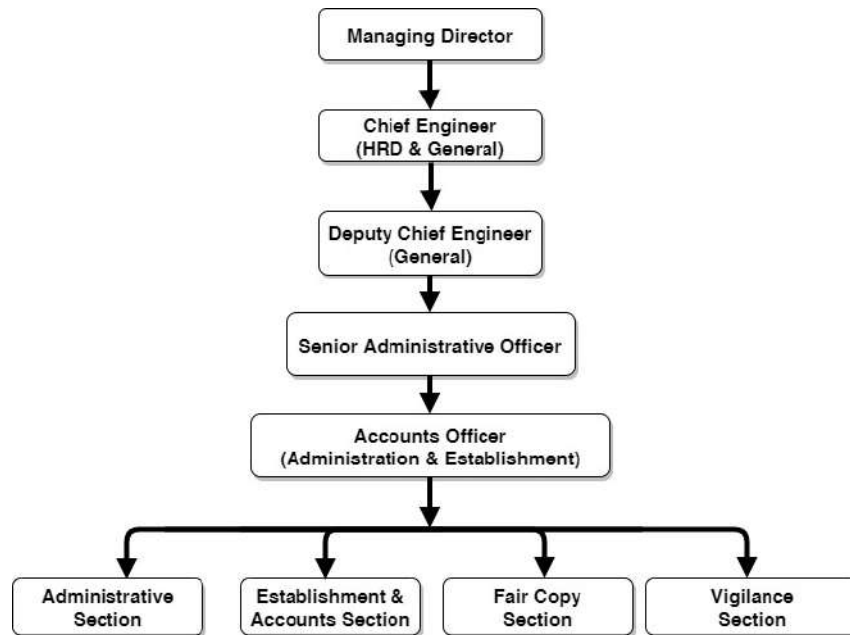 Managing Director
Chief Engineer
(HRD & General)
Deputy Chief Engineer
(General)
Senior Administrative Officer
Accounts Officer
(Administration & Establishment)
Administrative
Section
Establishment &
Accounts Section
Fair Copy
Section
Vigilance
Section